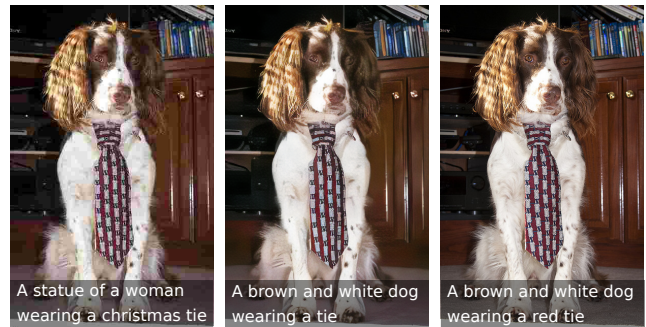 A statue of a woman
wearing a christmas tie
A brown and white dog
wearing a tie
A brown and white dog
wearing a red tie